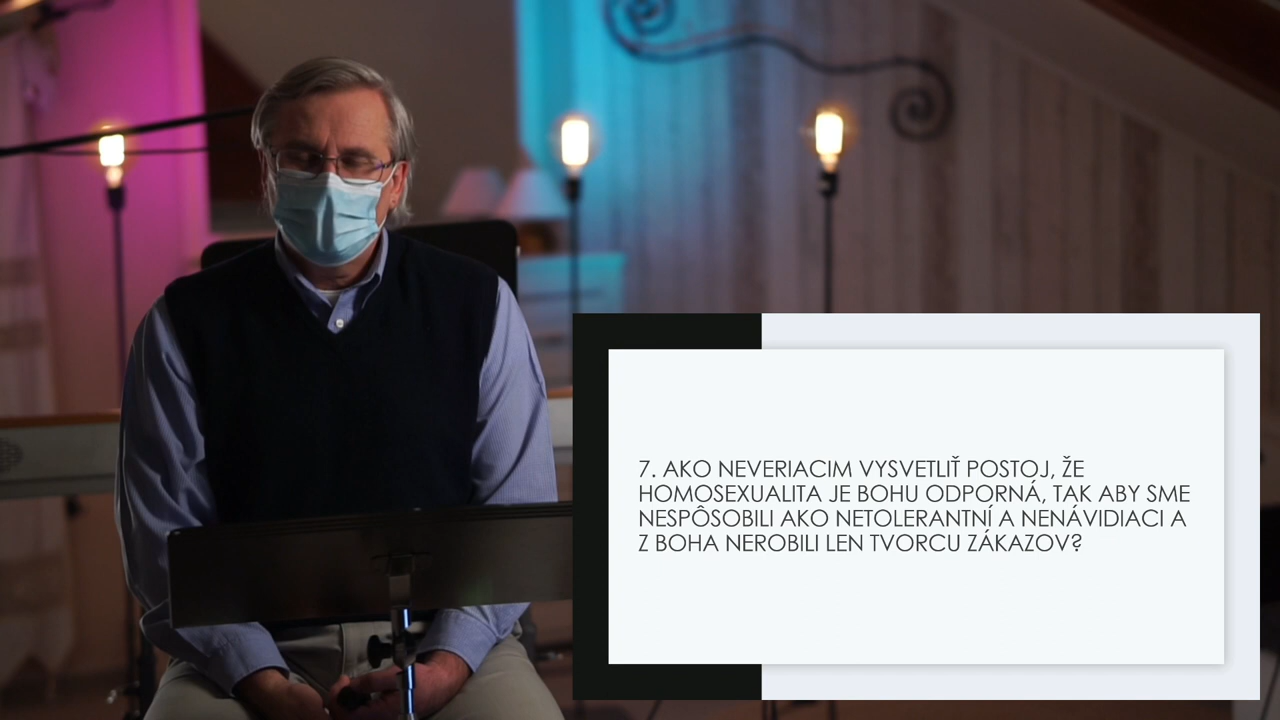 7. AKO NEVERIACIM VYSVETLIŤ POSTOJ, ŽE
HOMOSEXUALITA JE BOHU ODPORNÁ, TAK ABY SME
NESPÔSOBILI AKO NETOLERANTNÍ A NENÁVIDIACI A
Z BOHA NEROBILI LEN TVORCU ZÁKAZOV?